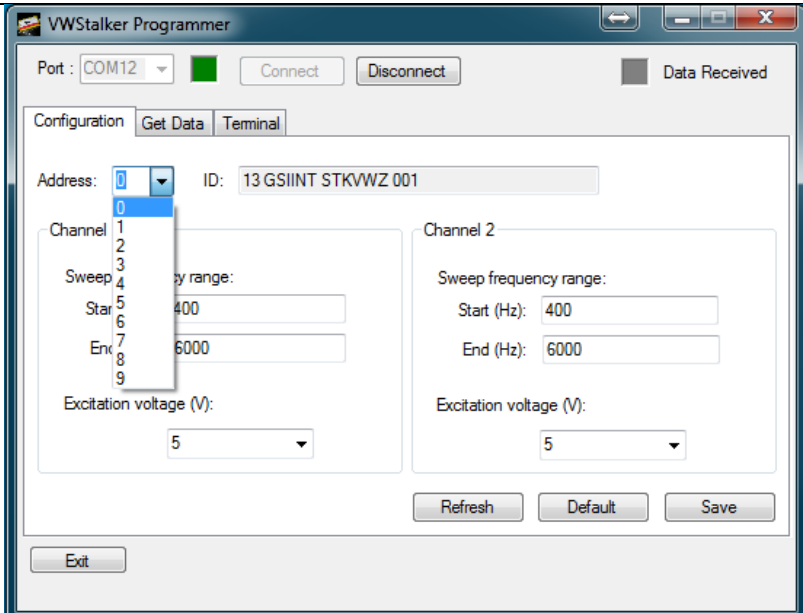 VWStalker Programmer
Port : COM12 Connect Disconnect Data Received
Configuration Get Data Terminal
Address: 0 ID: 13 GSIINT STKVWZ 001
0
1
2
3
4
5
6
7
8
9
Channel
Channel 2
Sweep cy range:
Sweep frequency range:
Star 400
Start (Hz): 400
End 6000
End (Hz): 6000
Excitation voltage (V):
Excitation voltage (V):
5
5
Refresh Default Save
Exit